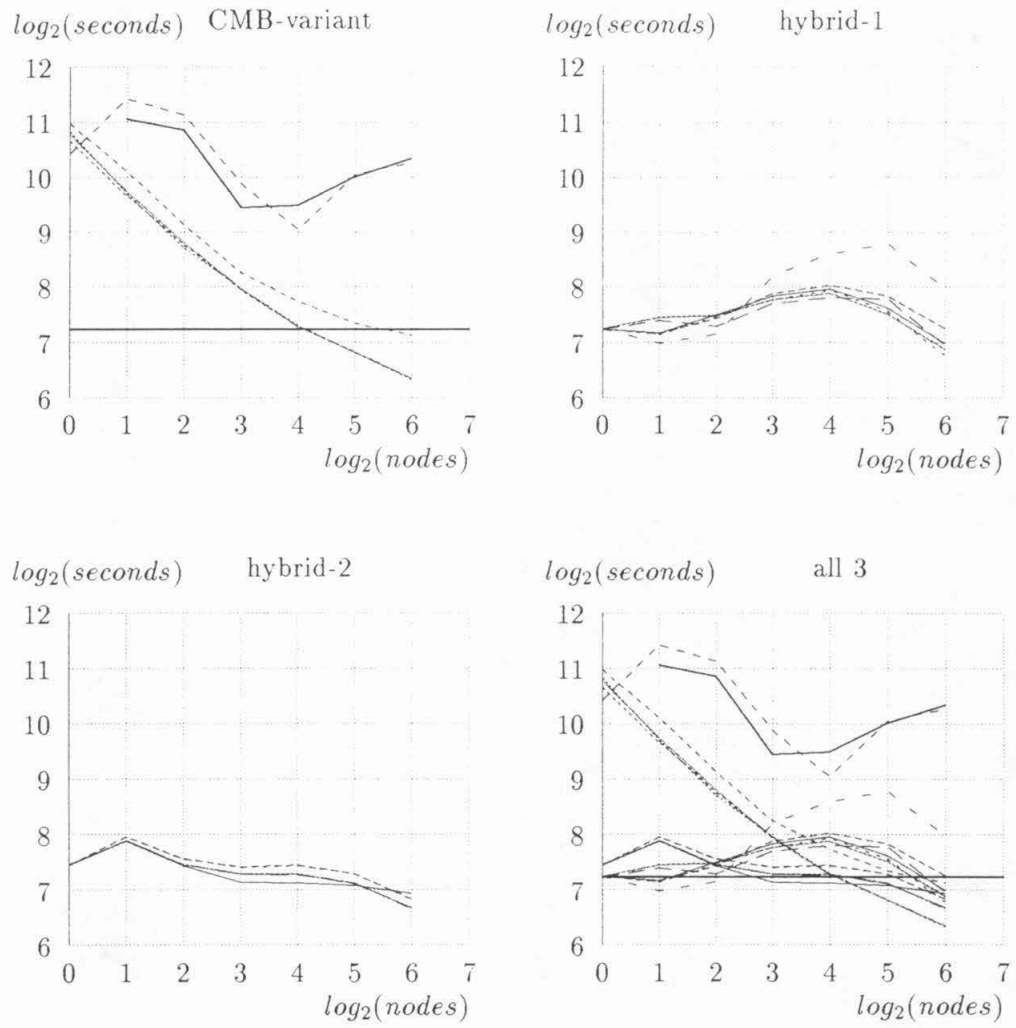 log₂(seconds) CMB-variant
12
11
10
9
8
7
6
0 1 2 3 4 5 6 7
log₂(nodes)
log₂(seconds) hybrid-1
12
11
10
9
8
7
6
0 1 2 3 4 5 6 7
log₂(nodes)
log₂(seconds) hybrid-2
12
11
10
9
8
7
6
0 1 2 3 4 5 6 7
log₂(nodes)
log₂(seconds) all 3
12
11
10
9
8
7
6
0 1 2 3 4 5 6 7
log₂(nodes)